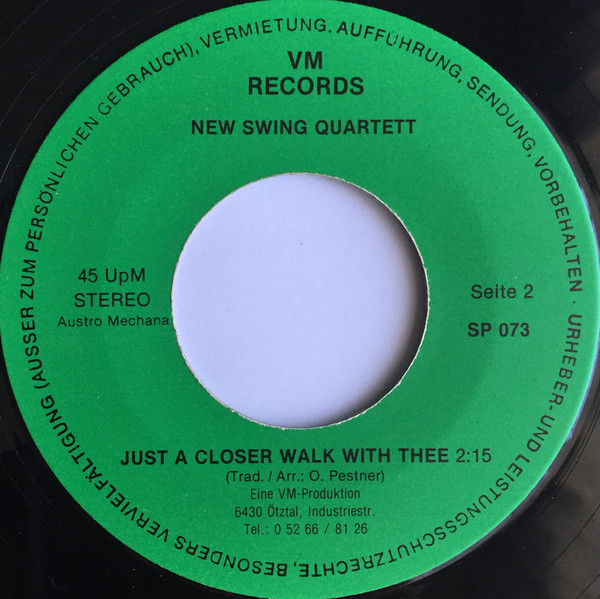 VM
RECORDS
NEW SWING QUARTETT
45 UpM
STEREO
Austro Mechana
Seite 2
SP 073
JUST A CLOSER WALK WITH THEE 2:15
(Trad. / Arr.: O. Pestner)
Eine VM-Produktion
6430 Ötztal, Industriestr.
Tel.: 0 52 66 / 81 26
URHEBER- UND LEISTUNGSSCHUTZRECHTE, BESONDERS VERVIELFÄLTIGUNG (AUSSER ZUM PERSÖNLICHEN GEBRAUCH), VERMIETUNG, AUFFÜHRUNG, SENDUNG, VORBEHALTEN ·